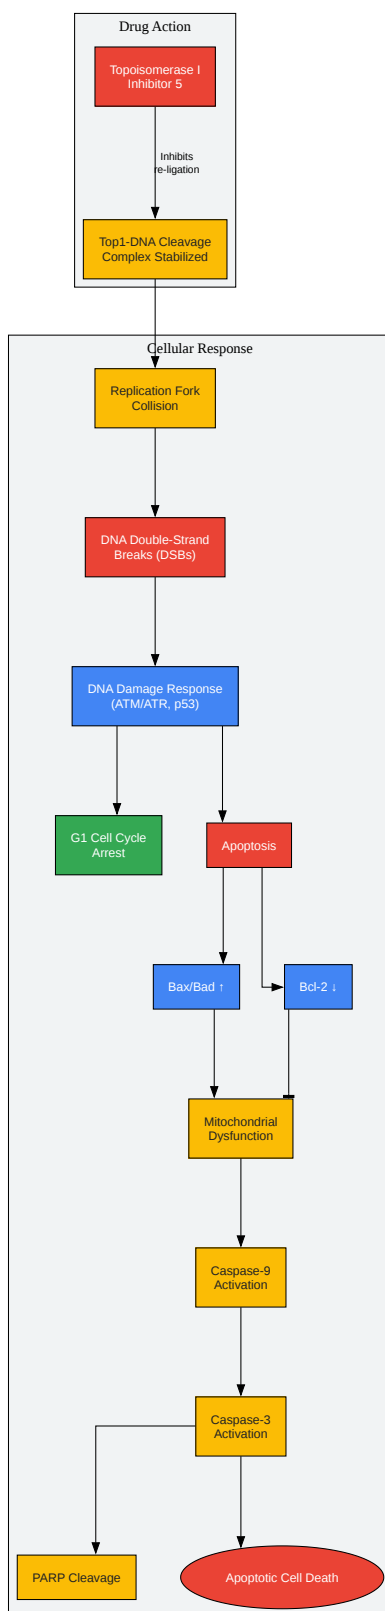 Drug Action
Topoisomerase I
Inhibitor 5
Inhibits
re-ligation
Top1-DNA Cleavage
Complex Stabilized
Cellular Response
Replication Fork
Collision
DNA Double-Strand
Breaks (DSBs)
DNA Damage Response
(ATM/ATR, p53)
G1 Cell Cycle
Arrest
Apoptosis
Bax/Bad ↑
Bcl-2 ↓
Mitochondrial
Dysfunction
Caspase-9
Activation
Caspase-3
Activation
PARP Cleavage
Apoptotic Cell Death